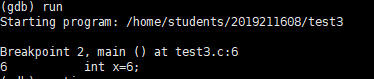 (gdb) run
Starting program: /home/students/2019211608/test3

Breakpoint 2, main () at test3.c:6
6	int x=6;